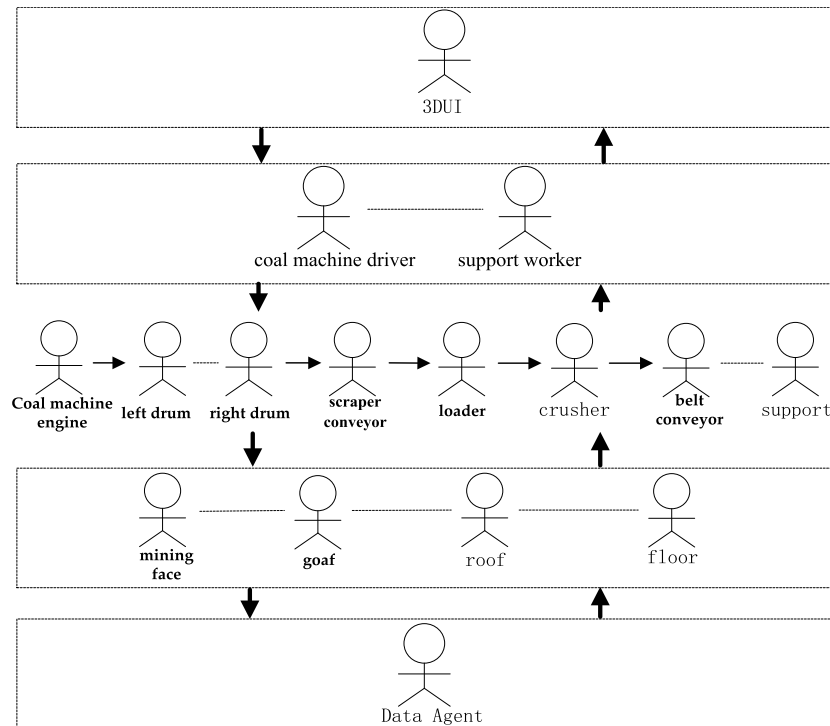 3DUI
coal machine driver
support worker
Coal machine
engine
left drum
right drum
scraper
conveyor
loader
crusher
belt
conveyor
support
mining
face
goaf
roof
floor
Data Agent